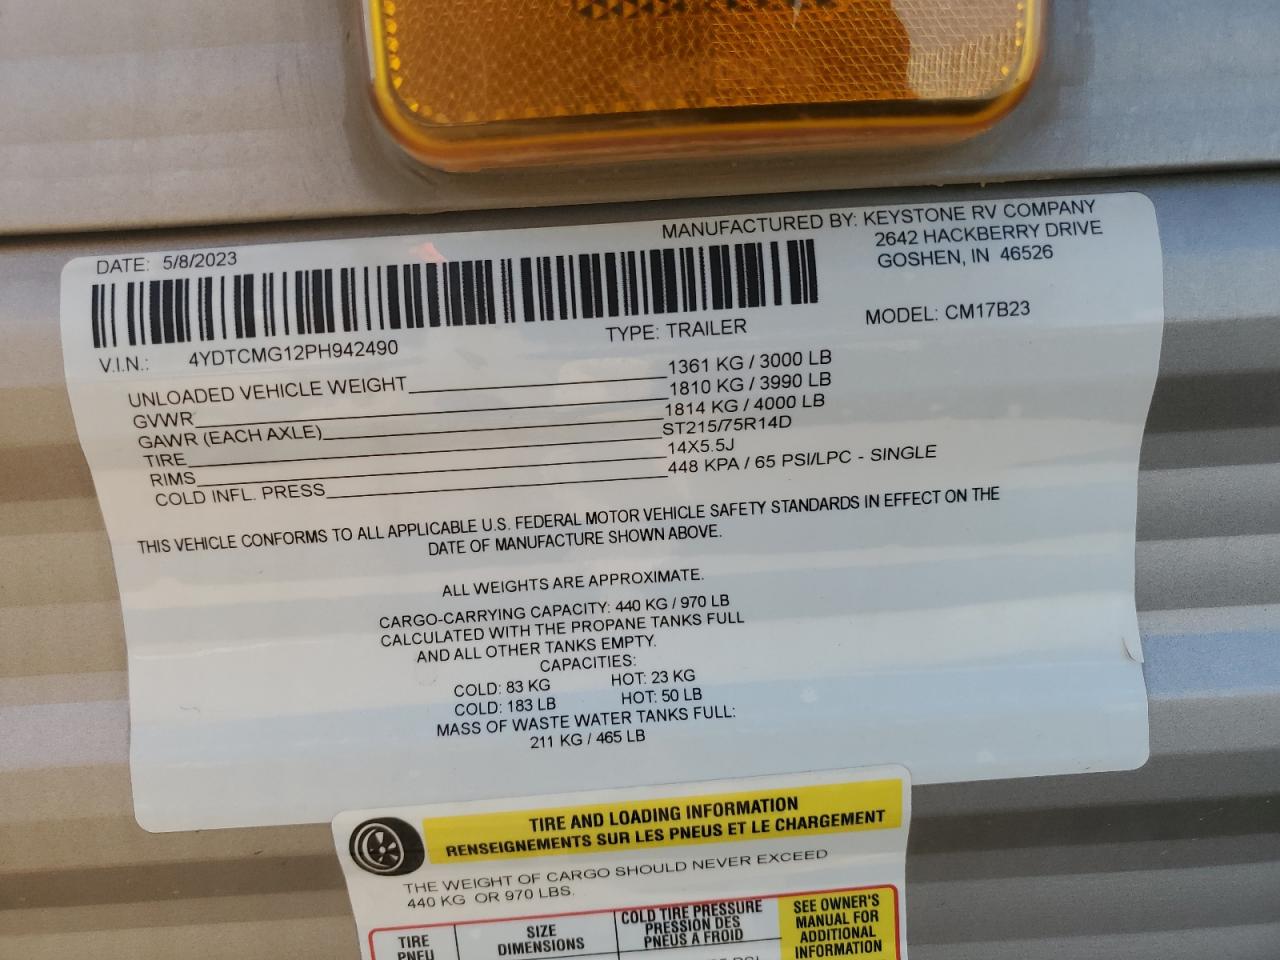 MANUFACTURED BY: KEYSTONE RV COMPANY
2642 HACKBERRY DRIVE
GOSHEN, IN 46526
DATE: 5/8/2023
V.I.N.: 4YDTCMG12PH942490
TYPE: TRAILER
MODEL: CM17B23
UNLOADED VEHICLE WEIGHT 1361 KG / 3000 LB
GVWR 1810 KG / 3990 LB
GAWR (EACH AXLE) 1814 KG / 4000 LB
TIRE ST215/75R14D
RIMS 14X5.5J
COLD INFL. PRESS 448 KPA / 65 PSI/LPC - SINGLE
THIS VEHICLE CONFORMS TO ALL APPLICABLE U.S. FEDERAL MOTOR VEHICLE SAFETY STANDARDS IN EFFECT ON THE
DATE OF MANUFACTURE SHOWN ABOVE.
ALL WEIGHTS ARE APPROXIMATE.
CARGO-CARRYING CAPACITY: 440 KG / 970 LB
CALCULATED WITH THE PROPANE TANKS FULL
AND ALL OTHER TANKS EMPTY.
CAPACITIES:
COLD: 83 KG HOT: 23 KG
COLD: 183 LB HOT: 50 LB
MASS OF WASTE WATER TANKS FULL:
211 KG / 465 LB
TIRE AND LOADING INFORMATION
RENSEIGNEMENTS SUR LES PNEUS ET LE CHARGEMENT
THE WEIGHT OF CARGO SHOULD NEVER EXCEED
440 KG OR 970 LBS.
TIRE
PNEU
SIZE
DIMENSIONS
COLD TIRE PRESSURE
PRESSION DES
PNEUS A FROID
SEE OWNER'S
MANUAL FOR
ADDITIONAL
INFORMATION